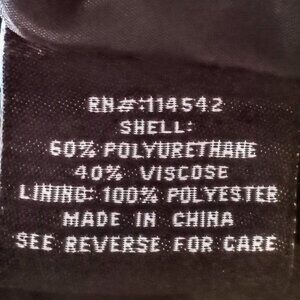 RN#:114542
SHELL:
60% POLYURETHANE
40% VISCOSE
LINING: 100% POLYESTER
MADE IN CHINA
SEE REVERSE FOR CARE